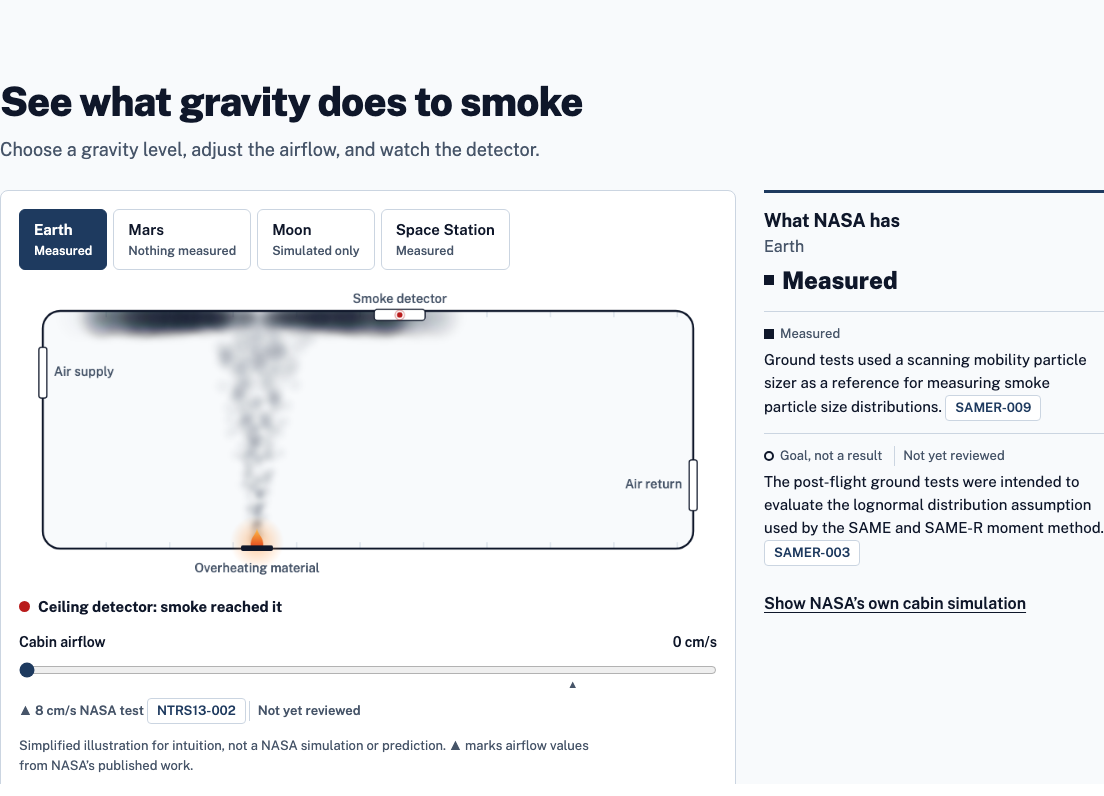 See what gravity does to smoke
Choose a gravity level, adjust the airflow, and watch the detector.
Earth
Measured
Mars
Nothing measured
Moon
Simulated only
Space Station
Measured
Smoke detector
Air supply
Air return
Overheating material
Ceiling detector: smoke reached it
Cabin airflow
0 cm/s
▲
▲ 8 cm/s NASA test NTRS13-002 Not yet reviewed
Simplified illustration for intuition, not a NASA simulation or prediction. ▲ marks airflow values
from NASA's published work.
What NASA has
Earth
Measured
Measured
Ground tests used a scanning mobility particle
sizer as a reference for measuring smoke
particle size distributions. SAMER-009
Goal, not a result Not yet reviewed
The post-flight ground tests were intended to
evaluate the lognormal distribution assumption
used by the SAME and SAME-R moment method.
SAMER-003
Show NASA's own cabin simulation